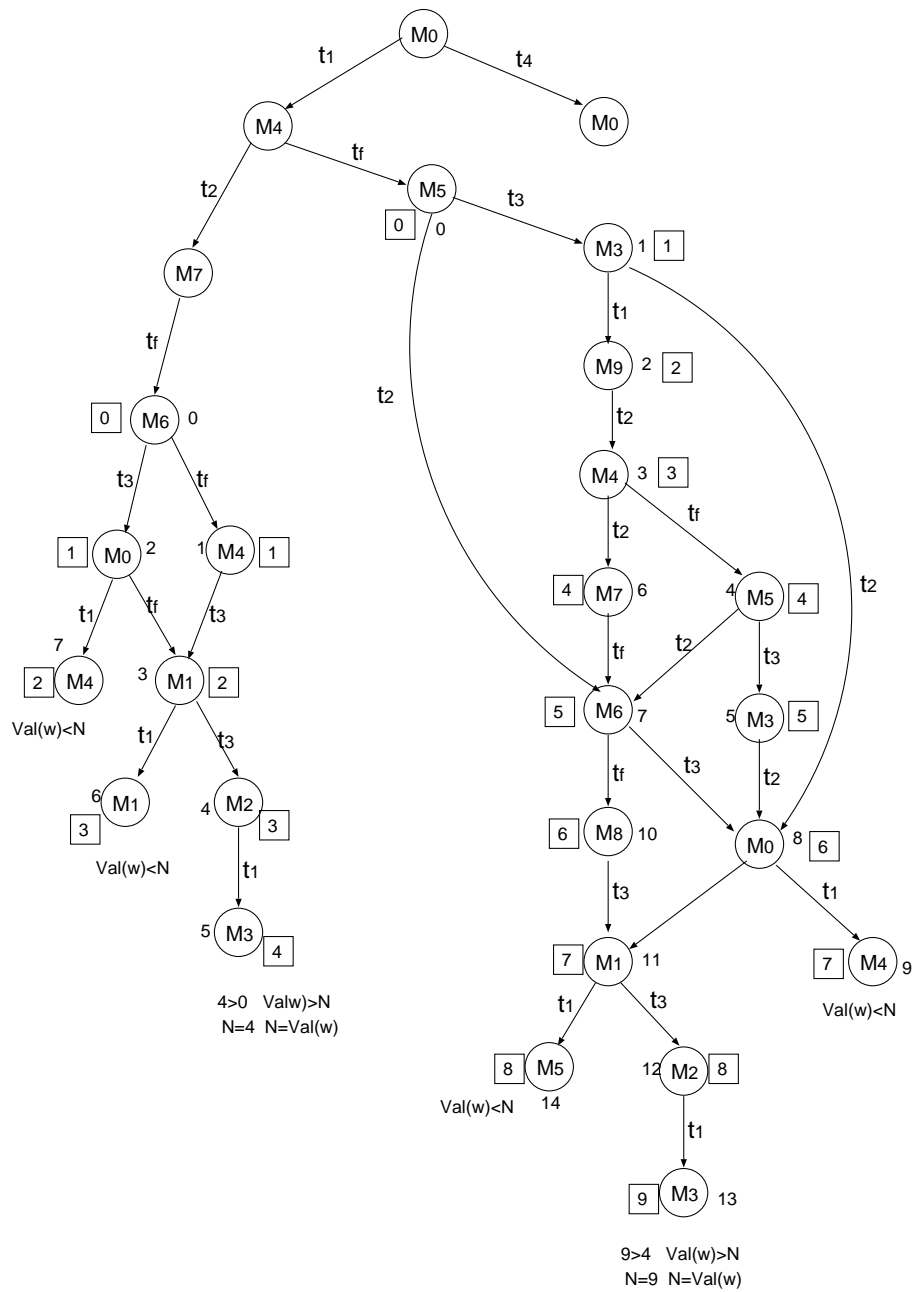 M0
t1
t4
M4
M0
tf
t2
M5
t3
0
0
M7
M3
1
1
tf
t1
t2
M9
2
2
t2
0
M6
0
M4
3
3
t3
tf
t2
tf
1
M0
2
1
M4
1
4
M7
6
4
M5
4
t2
t1
tf
t3
tf
t2
t3
7
2
M4
3
M1
2
5
M6
7
5
M3
5
Val(w)<N
t1
t3
tf
t3
t2
6
M1
3
4
M2
3
6
M8
10
M0
8
6
Val(w)<N
t1
t3
t1
5
M3
4
7
M1
11
7
M4
9
t1
t3
Val(w)<N
4>0 Valw)>N
N=4 N=Val(w)
8
M5
14
12
M2
8
Val(w)<N
t1
9
M3
13
9>4 Val(w)>N
N=9 N=Val(w)